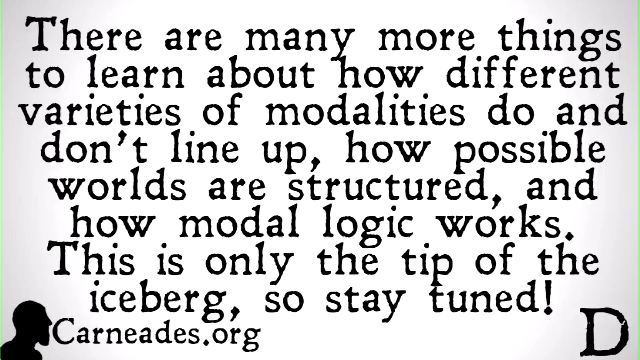 There are many more things
to learn about how different
varieties of modalities do and
don't line up, how possible
worlds are structured, and
how modal logic works.
This is only the tip of the
iceberg, so stay tuned!
Carneades.org
D